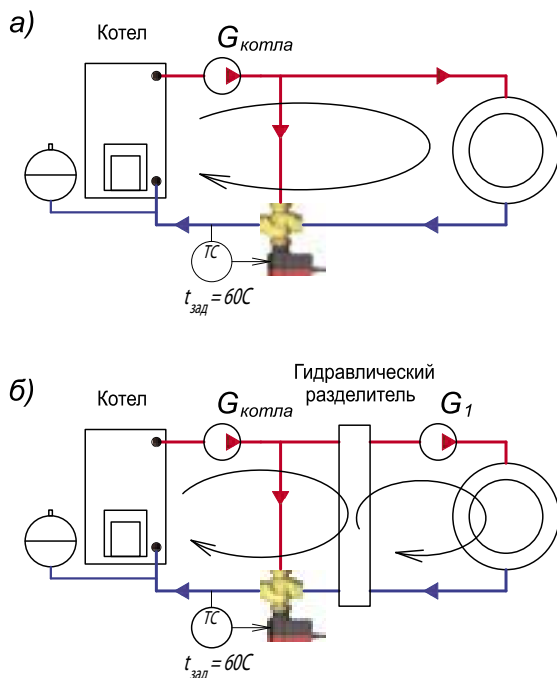 а)
Котел
Gкотла
TC
tзад = 60C
Гидравлический
разделитель
б)
Котел
Gкотла
G1
TC
tзад = 60C